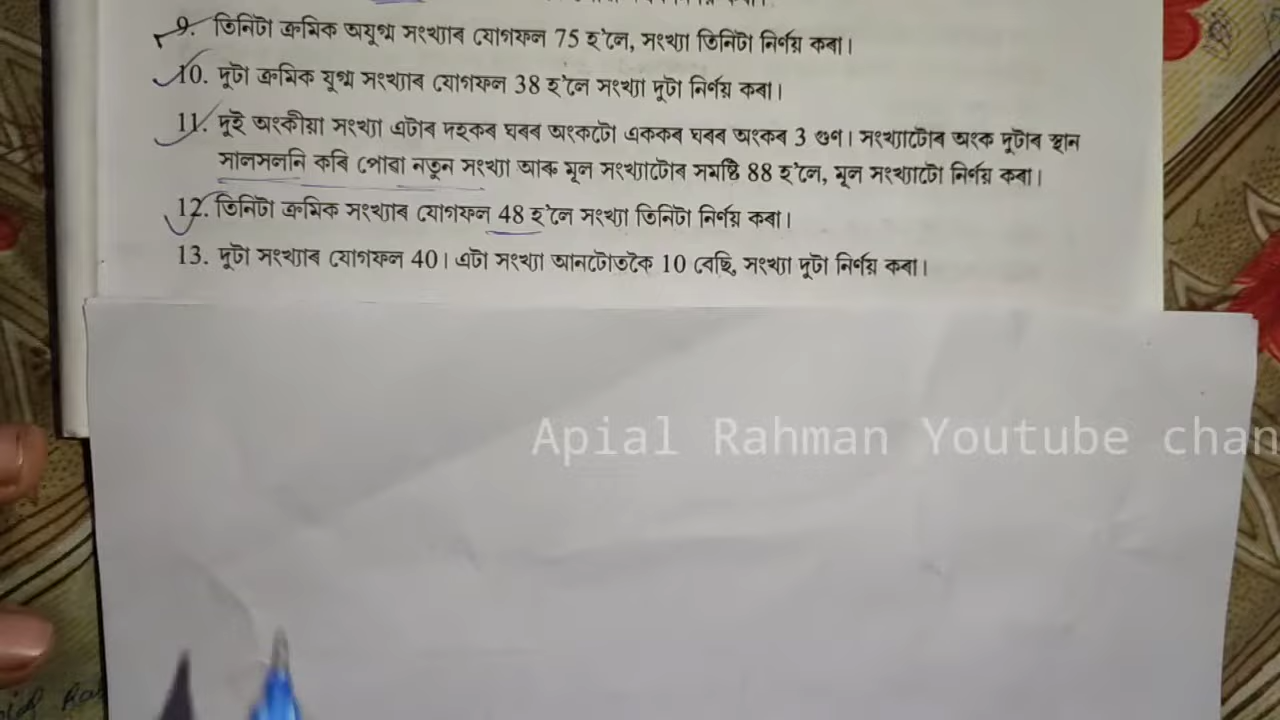 9. তিনিটা ক্ৰমিক অযুগ্ম সংখ্যাৰ যোগফল 75 হ'লে, সংখ্যা তিনিটা নিৰ্ণয় কৰা।
10. দুটা ক্ৰমিক যুগ্ম সংখ্যাৰ যোগফল 38 হ'লে সংখ্যা দুটা নিৰ্ণয় কৰা।
11. দুই অংকীয়া সংখ্যা এটাৰ দহকৰ ঘৰৰ অংকটো এককৰ ঘৰৰ অংকৰ 3 গুণ। সংখ্যাটোৰ অংক দুটাৰ স্থান
সালসলনি কৰি পোৱা নতুন সংখ্যা আৰু মূল সংখ্যাটোৰ সমষ্টি 88 হ'লে, মূল সংখ্যাটো নিৰ্ণয় কৰা।
12. তিনিটা ক্ৰমিক সংখ্যাৰ যোগফল 48 হ'লে সংখ্যা তিনিটা নিৰ্ণয় কৰা।
13. দুটা সংখ্যাৰ যোগফল 40। এটা সংখ্যা আনটোতকৈ 10 বেছি, সংখ্যা দুটা নিৰ্ণয় কৰা।
Apial Rahman Youtube chan